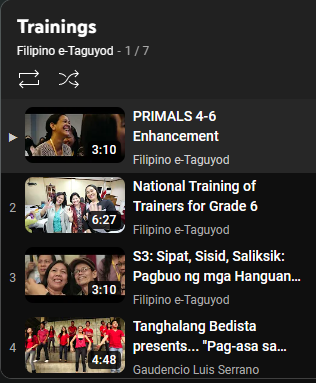 Trainings
Filipino e-Taguyod - 1 / 7
PRIMALS 4-6
Enhancement
3:10
Filipino e-Taguyod
2
National Training of
Trainers for Grade 6
6:27
Filipino e-Taguyod
3
S3: Sipat, Sisid, Saliksik:
Pagbuo ng mga Hanguan...
3:10
Filipino e-Taguyod
4
Tanghalang Bedista
presents... "Pag-asa sa...
4:48
Gaudencio Luis Serrano